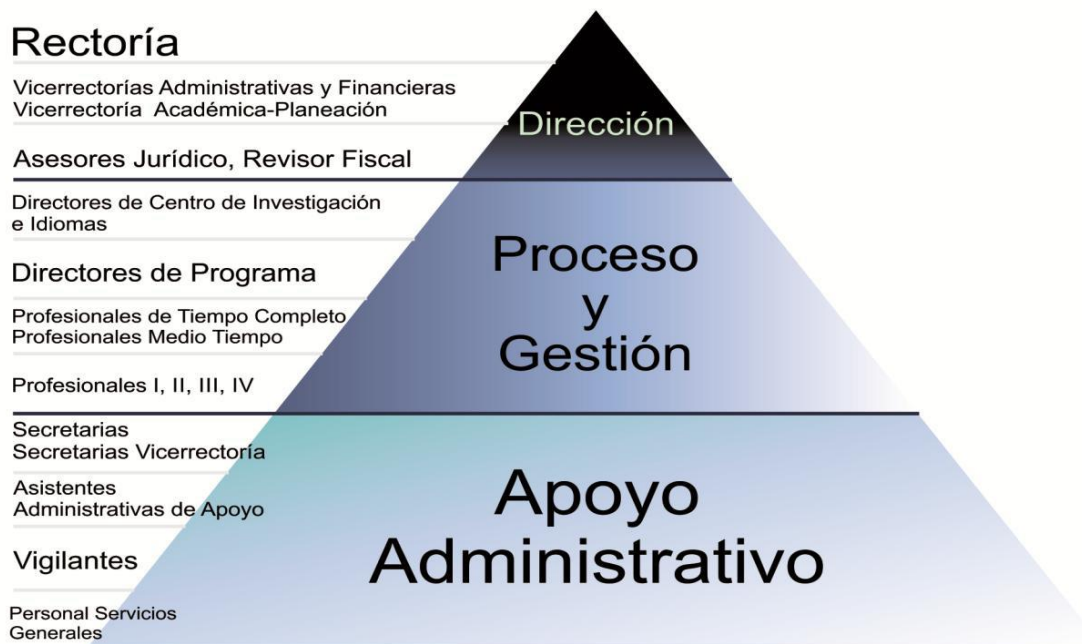 Rectoría
Vicerrectorías Administrativas y Financieras
Vicerrectoría Académica-Planeación
Dirección
Asesores Jurídico, Revisor Fiscal
Directores de Centro de Investigación
e Idiomas
Directores de Programa
Profesionales de Tiempo Completo
Profesionales Medio Tiempo
Profesionales I, II, III, IV
Proceso
y
Gestión
Secretarias
Secretarias Vicerrectoría
Asistentes
Administrativas de Apoyo
Vigilantes
Personal Servicios
Generales
Apoyo
Administrativo